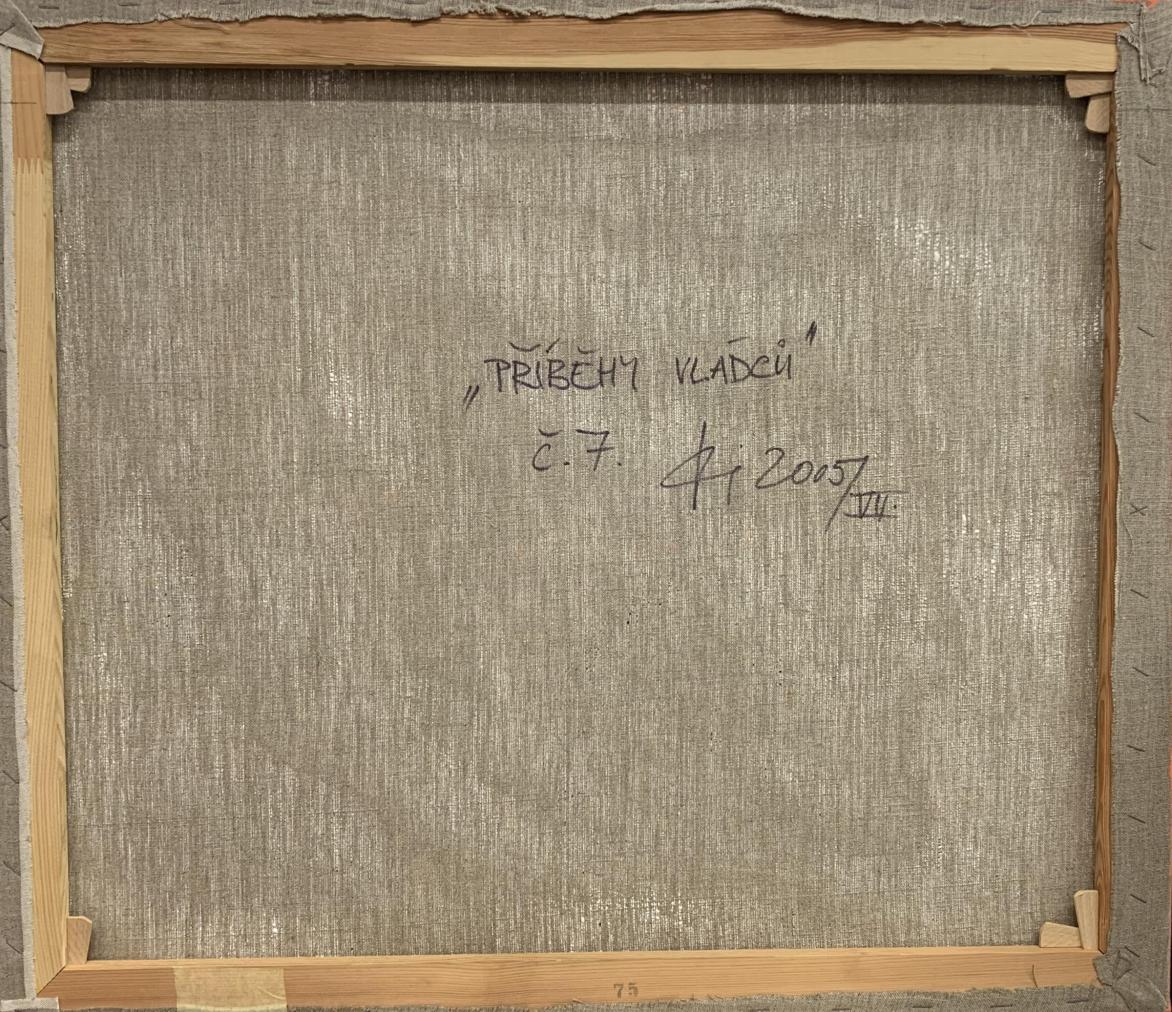 „PŘÍBĚHY VLÁDCŮ"
č. 7. 2005/VII.
75